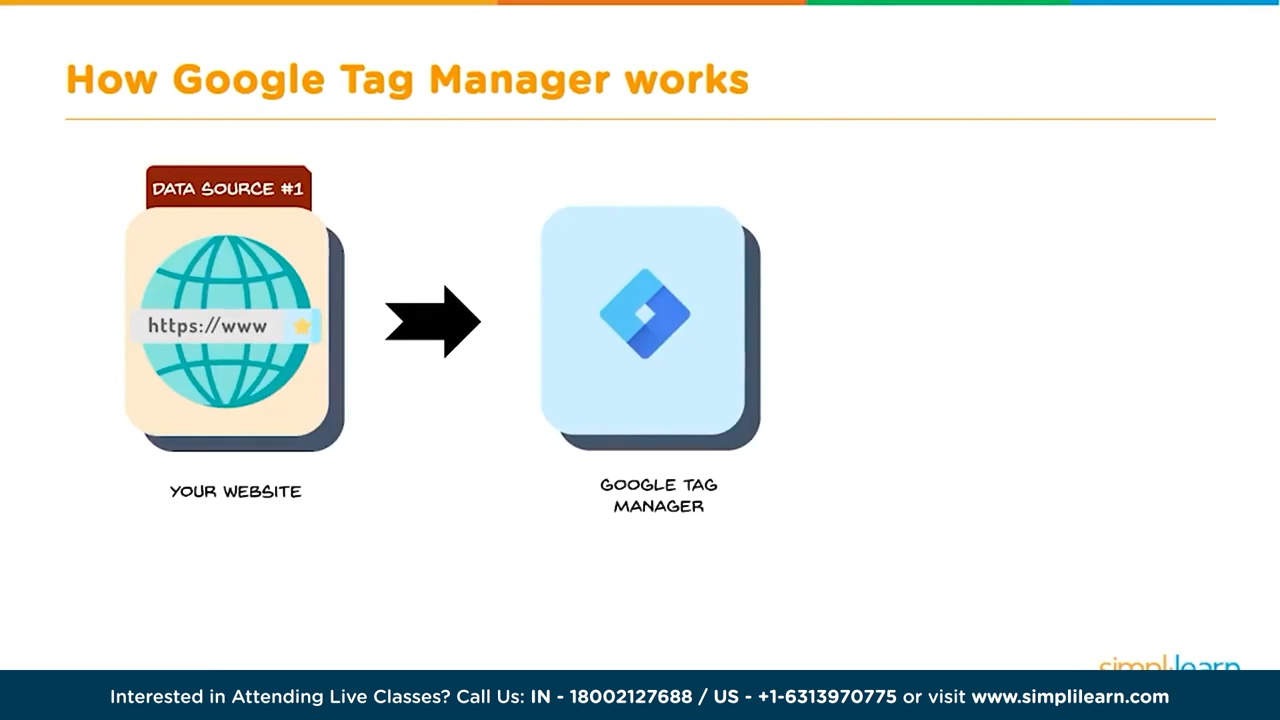 How Google Tag Manager works
DATA SOURCE #1
https://www
YOUR WEBSITE
GOOGLE TAG
MANAGER
simplilearn
Interested in Attending Live Classes? Call Us: IN - 18002127688 / US - +1-6313970775 or visit www.simplilearn.com